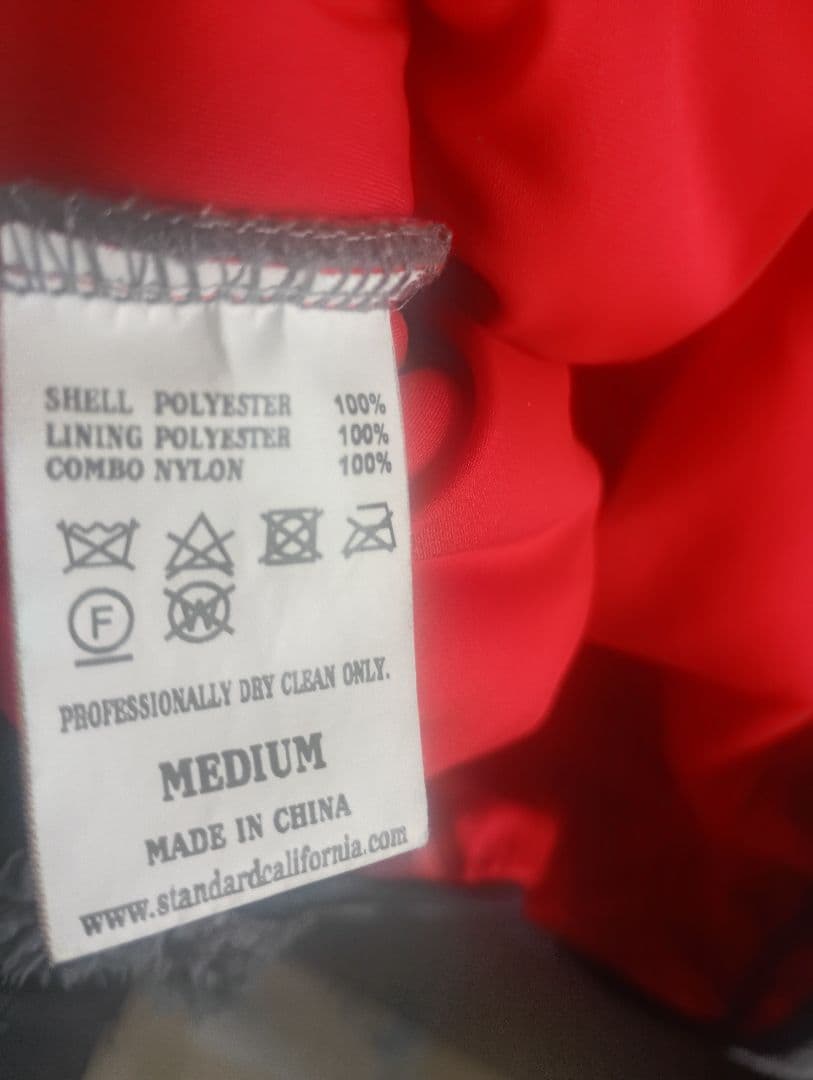 SHELL POLYESTER 100%
LINING POLYESTER 100%
COMBO NYLON 100%
F W
PROFESSIONALLY DRY CLEAN ONLY.
MEDIUM
MADE IN CHINA
www.standardcalifornia.com